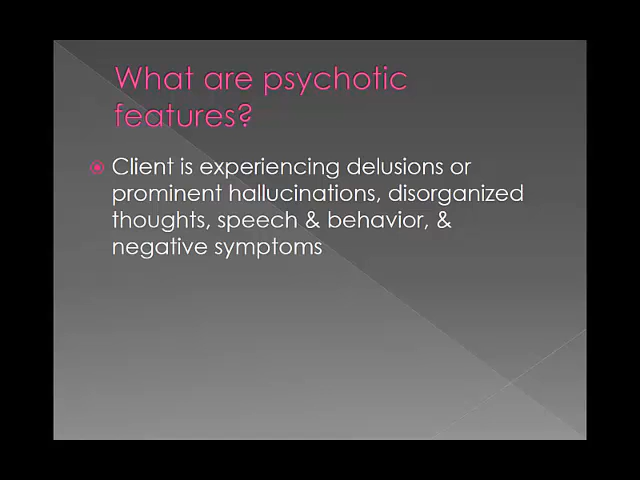 What are psychotic
features?
Client is experiencing delusions or
prominent hallucinations, disorganized
thoughts, speech & behavior, &
negative symptoms